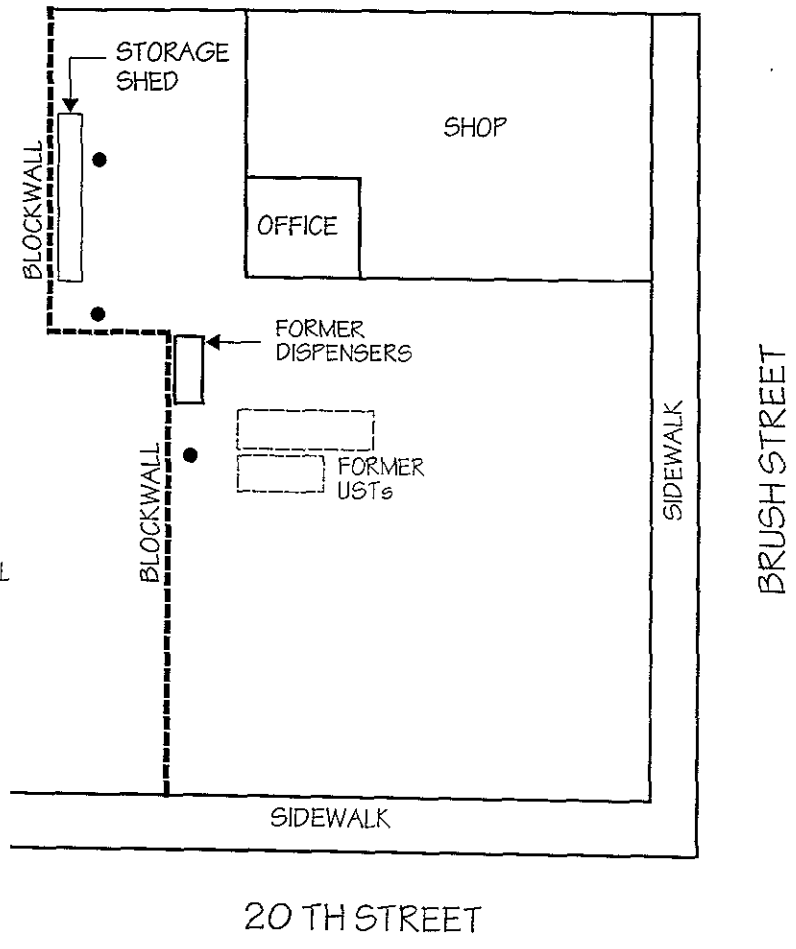 STORAGE
SHED
SHOP
BLOCKWALL
OFFICE
FORMER
DISPENSERS
SIDEWALK
BRUSH STREET
BLOCKWALL
FORMER
USTs
L
SIDEWALK
20 TH STREET